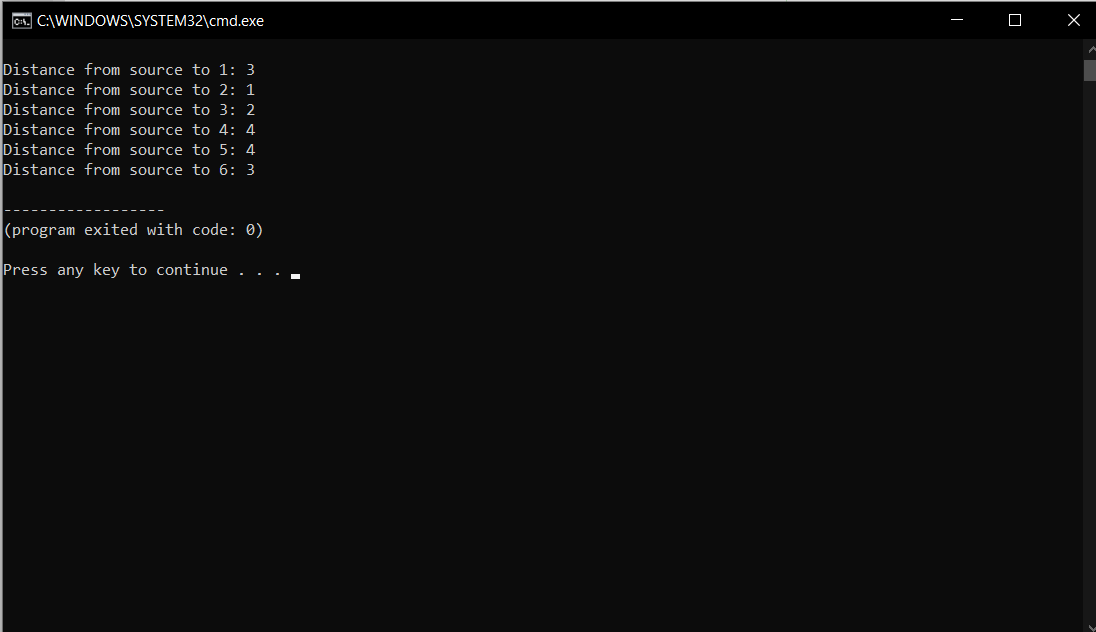 C:\WINDOWS\SYSTEM32\cmd.exe
Distance from source to 1: 3
Distance from source to 2: 1
Distance from source to 3: 2
Distance from source to 4: 4
Distance from source to 5: 4
Distance from source to 6: 3
------------------
(program exited with code: 0)
Press any key to continue . . .